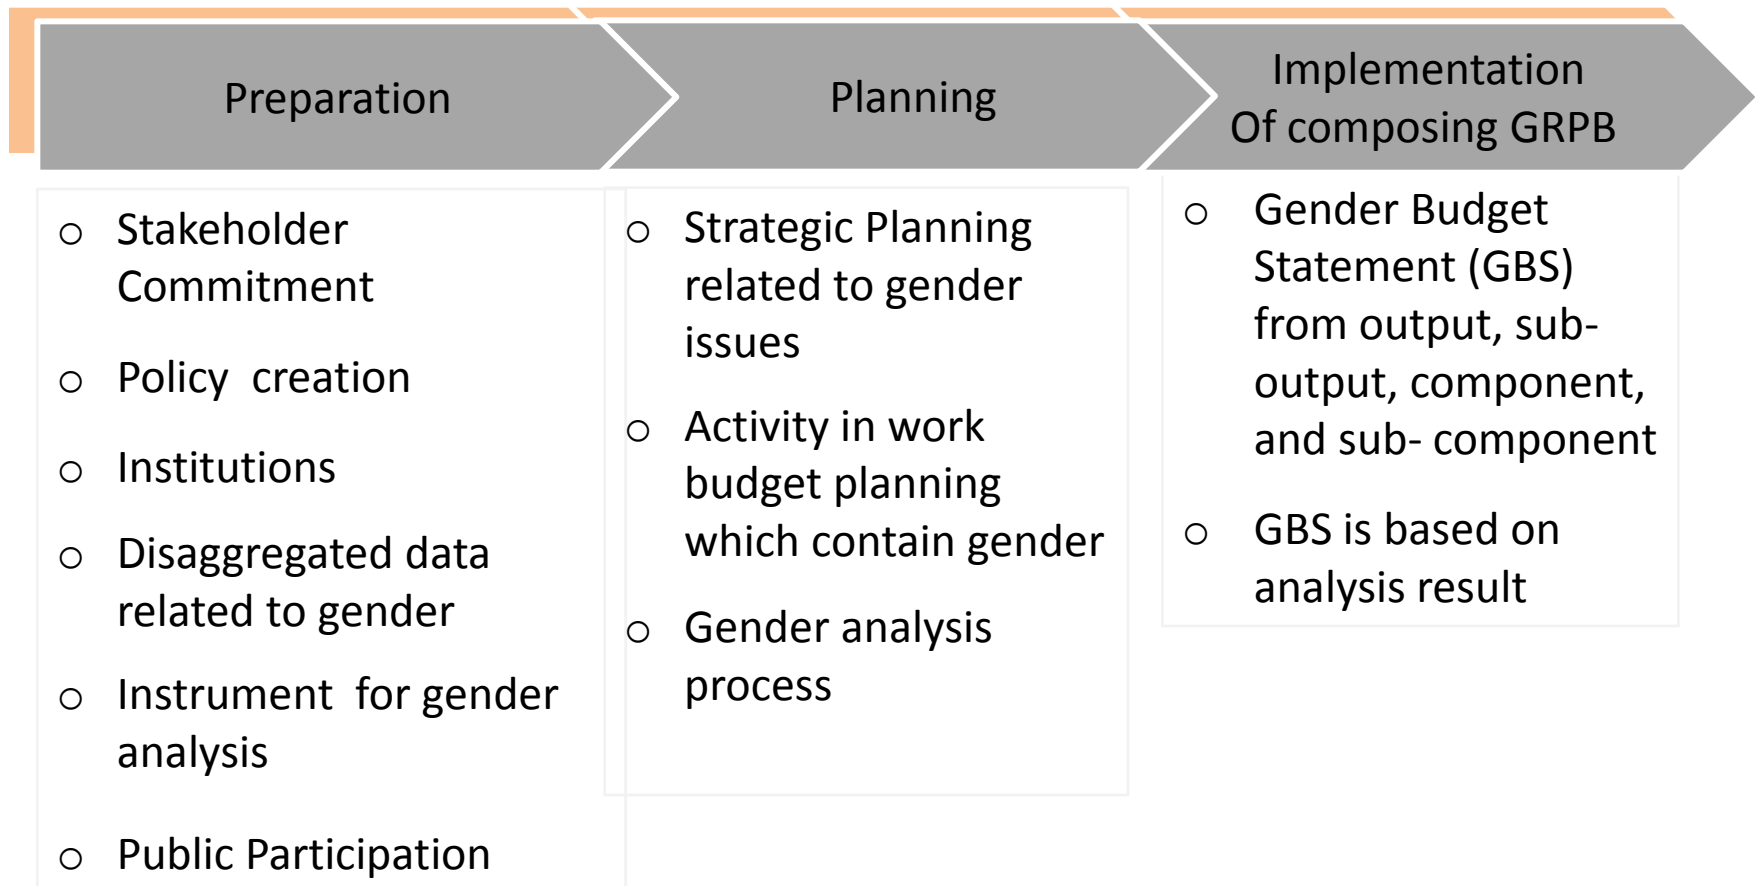 Preparation
Planning
Implementation
Of composing GRPB
o Stakeholder
Commitment
o Policy  creation
o Institutions
o Disaggregated data
related to gender
o Instrument  for gender
analysis
o Public Participation
o Strategic Planning
related to gender
issues
o Activity in work
budget planning
which contain gender
o Gender analysis
process
o Gender Budget
Statement (GBS)
from output, sub-
output, component,
and sub- component
o GBS is based on
analysis result